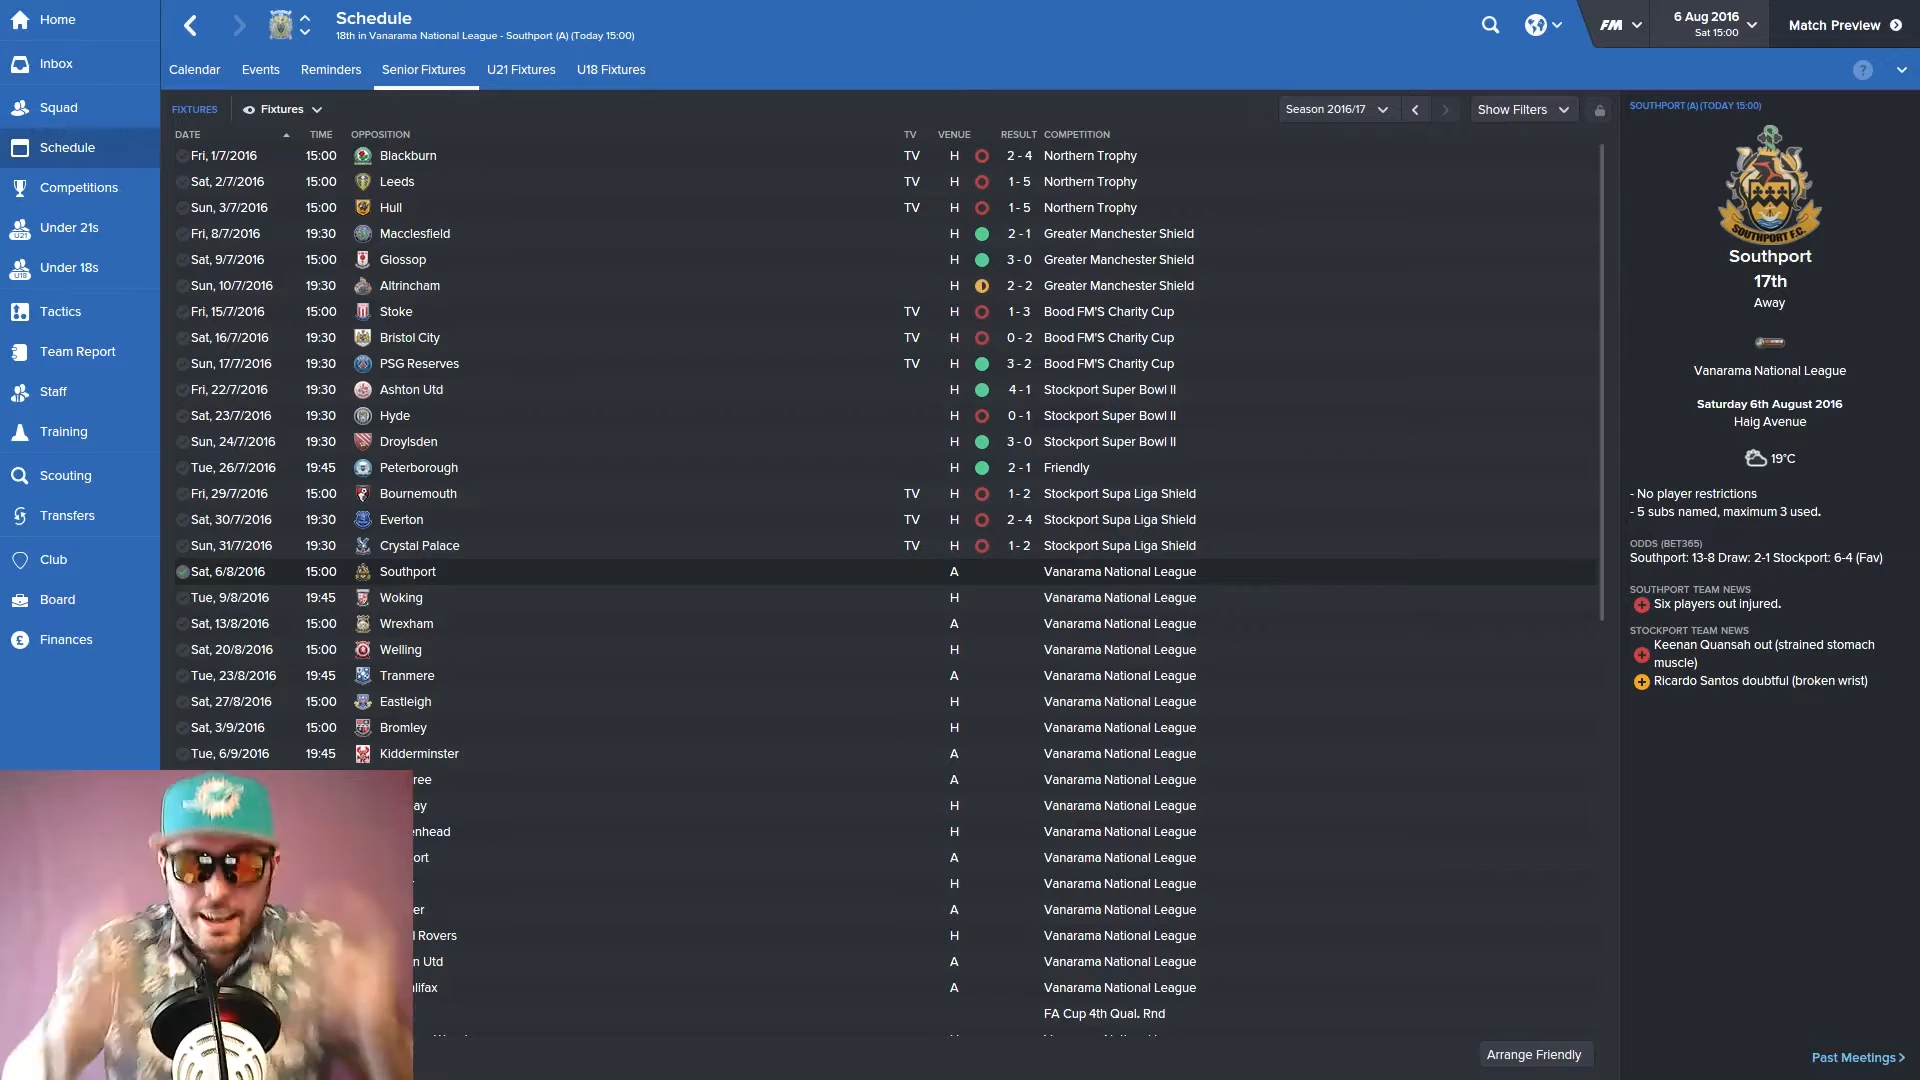 Home
Inbox
Squad
Schedule
Competitions
Under 21s
Under 18s
Tactics
Team Report
Staff
Training
Scouting
Transfers
Club
Board
Finances
Schedule
18th in Vanarama National League - Southport (A) (Today 15:00)
FM
6 Aug 2016
Sat 15:00
Match Preview
Calendar Events Reminders Senior Fixtures U21 Fixtures U18 Fixtures
FIXTURES Fixtures Season 2016/17 Show Filters
DATE TIME OPPOSITION TV VENUE RESULT COMPETITION
Fri, 1/7/2016 15:00 Blackburn TV H 2 - 4 Northern Trophy
Sat, 2/7/2016 15:00 Leeds TV H 1 - 5 Northern Trophy
Sun, 3/7/2016 15:00 Hull TV H 1 - 5 Northern Trophy
Fri, 8/7/2016 19:30 Macclesfield H 2 - 1 Greater Manchester Shield
Sat, 9/7/2016 15:00 Glossop H 3 - 0 Greater Manchester Shield
Sun, 10/7/2016 19:30 Altrincham H 2 - 2 Greater Manchester Shield
Fri, 15/7/2016 15:00 Stoke TV H 1 - 3 Bood FM'S Charity Cup
Sat, 16/7/2016 19:30 Bristol City TV H 0 - 2 Bood FM'S Charity Cup
Sun, 17/7/2016 19:30 PSG Reserves TV H 3 - 2 Bood FM'S Charity Cup
Fri, 22/7/2016 19:30 Ashton Utd H 4 - 1 Stockport Super Bowl II
Sat, 23/7/2016 19:30 Hyde H 0 - 1 Stockport Super Bowl II
Sun, 24/7/2016 19:30 Droylsden H 3 - 0 Stockport Super Bowl II
Tue, 26/7/2016 19:45 Peterborough H 2 - 1 Friendly
Fri, 29/7/2016 15:00 Bournemouth TV H 1 - 2 Stockport Supa Liga Shield
Sat, 30/7/2016 19:30 Everton TV H 2 - 4 Stockport Supa Liga Shield
Sun, 31/7/2016 19:30 Crystal Palace TV H 1 - 2 Stockport Supa Liga Shield
Sat, 6/8/2016 15:00 Southport A Vanarama National League
Tue, 9/8/2016 19:45 Woking H Vanarama National League
Sat, 13/8/2016 15:00 Wrexham A Vanarama National League
Sat, 20/8/2016 15:00 Welling H Vanarama National League
Tue, 23/8/2016 19:45 Tranmere A Vanarama National League
Sat, 27/8/2016 15:00 Eastleigh H Vanarama National League
Sat, 3/9/2016 15:00 Bromley H Vanarama National League
Tue, 6/9/2016 19:45 Kidderminster A Vanarama National League
ree A Vanarama National League
ay H Vanarama National League
enhead H Vanarama National League
ort A Vanarama National League
H Vanarama National League
er A Vanarama National League
l Rovers H Vanarama National League
n Utd A Vanarama National League
lifax A Vanarama National League
FA Cup 4th Qual. Rnd
Arrange Friendly
SOUTHPORT (A) (TODAY 15:00)
SOUTHPORT F.C.
Southport
17th
Away
Vanarama National League
Saturday 6th August 2016
Haig Avenue
19°C
- No player restrictions
- 5 subs named, maximum 3 used.
ODDS (BET365)
Southport: 13-8 Draw: 2-1 Stockport: 6-4 (Fav)
SOUTHPORT TEAM NEWS
Six players out injured.
STOCKPORT TEAM NEWS
Keenan Quansah out (strained stomach
muscle)
Ricardo Santos doubtful (broken wrist)
Past Meetings >